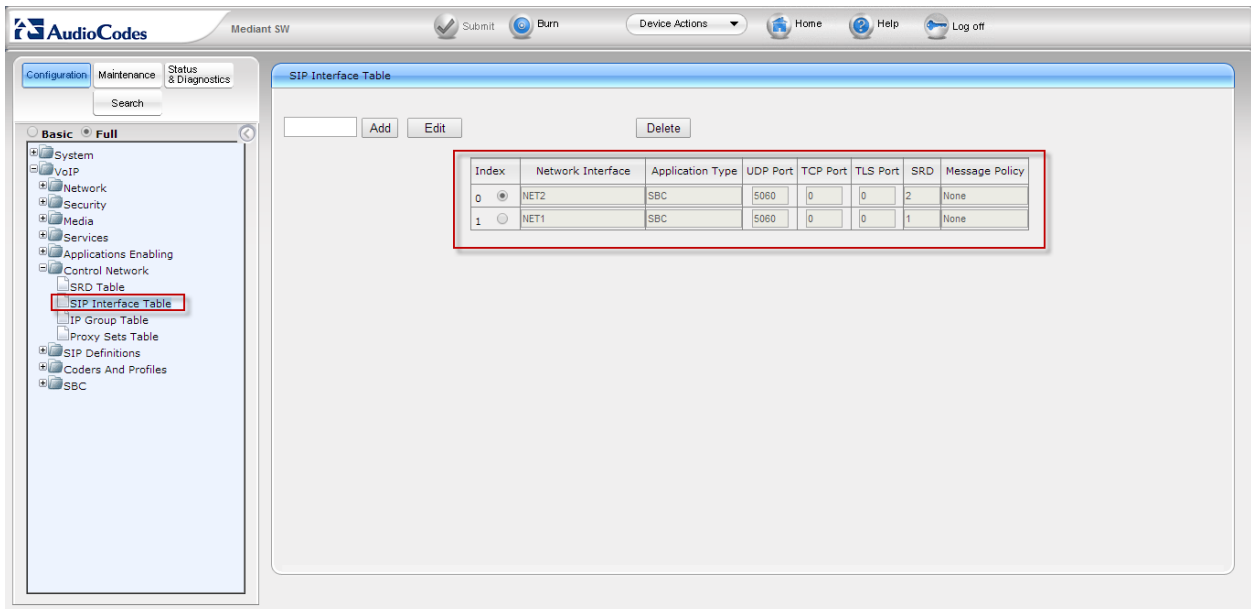 AudioCodes
Mediant SW
Submit
Burn
Device Actions
Home
Help
Log off
Configuration
Maintenance
Status
& Diagnostics
Search
Basic
Full
System
VoIP
Network
Security
Media
Services
Applications Enabling
Control Network
SRD Table
SIP Interface Table
IP Group Table
Proxy Sets Table
SIP Definitions
Coders And Profiles
SBC
SIP Interface Table
Add
Edit
Delete
Index Network Interface Application Type UDP Port TCP Port TLS Port SRD Message Policy
0 NET2 SBC 5060 0 0 2 None
1 NET1 SBC 5060 0 0 1 None